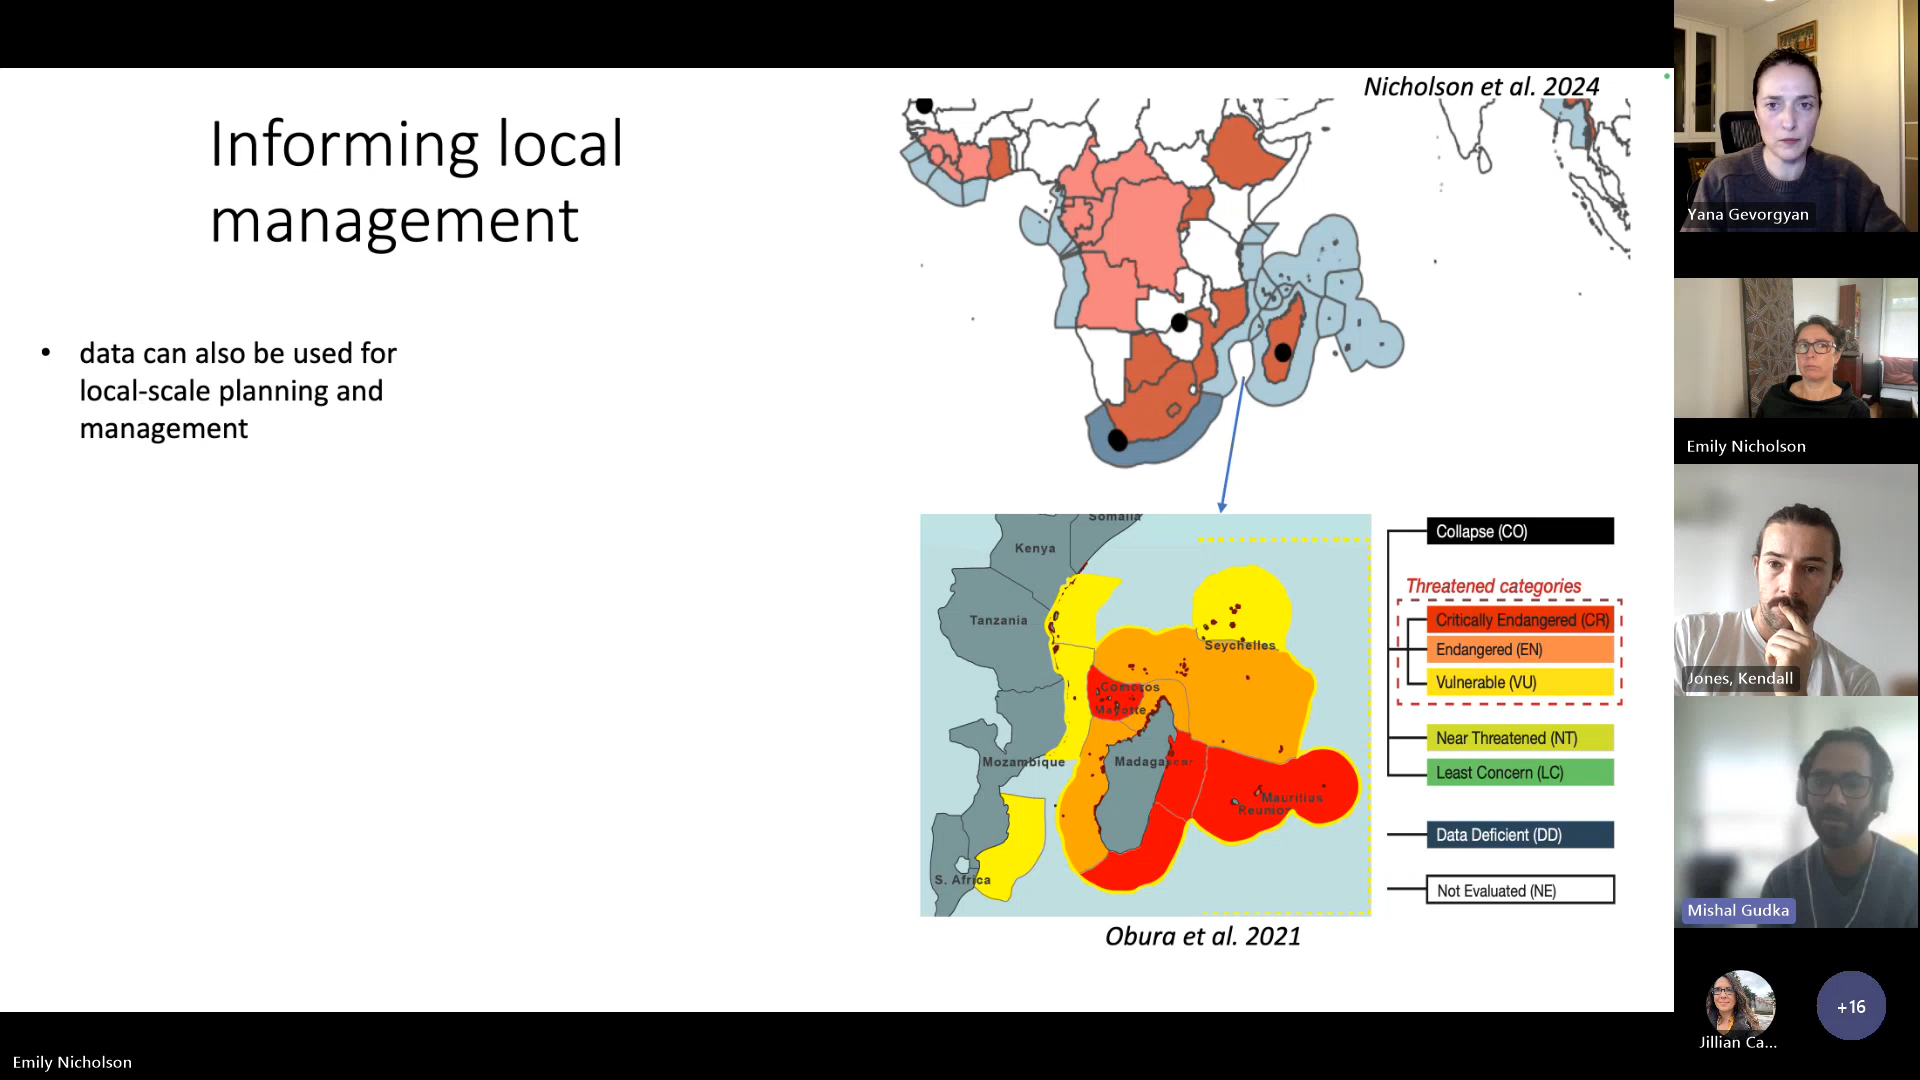 Nicholson et al. 2024
Informing local
management
• data can also be used for
local-scale planning and
management
Somalia
Kenya
Tanzania
Seychelles
Comoros
Mayotte
Mozambique
Madagascar
Mauritius
Reunion
S. Africa
Collapse (CO)
Threatened categories
Critically Endangered (CR)
Endangered (EN)
Vulnerable (VU)
Near Threatened (NT)
Least Concern (LC)
Data Deficient (DD)
Not Evaluated (NE)
Obura et al. 2021
Yana Gevorgyan
Emily Nicholson
Jones, Kendall
Mishal Gudka
Jillian Ca...
+16
Emily Nicholson